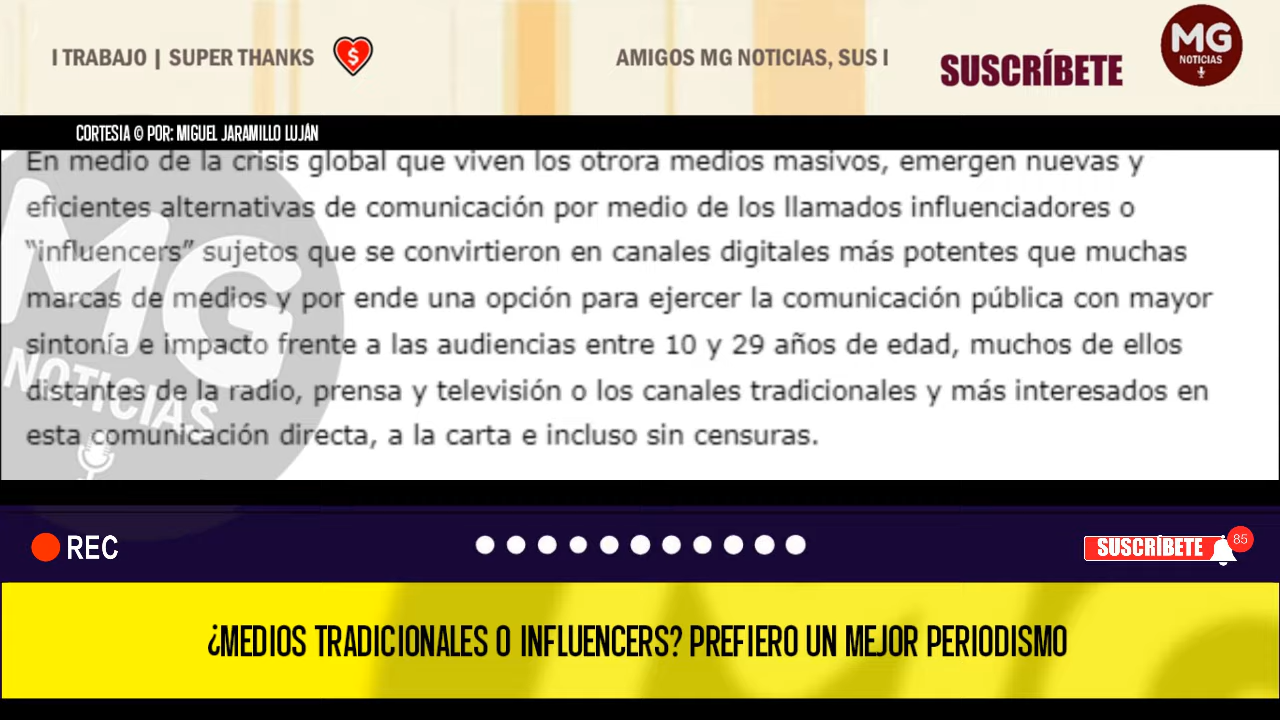 I TRABAJO | SUPER THANKS
$
AMIGOS MG NOTICIAS, SUS I
SUSCRÍBETE
MG
NOTICIAS
CORTESIA © POR: MIGUEL JARAMILLO LUJÁN
En medio de la crisis global que viven los otrora medios masivos, emergen nuevas y
eficientes alternativas de comunicación por medio de los llamados influenciadores o
“influencers” sujetos que se convirtieron en canales digitales más potentes que muchas
marcas de medios y por ende una opción para ejercer la comunicación pública con mayor
sintonía e impacto frente a las audiencias entre 10 y 29 años de edad, muchos de ellos
distantes de la radio, prensa y televisión o los canales tradicionales y más interesados en
esta comunicación directa, a la carta e incluso sin censuras.
MG
NOTICIAS
REC
SUSCRÍBETE
85
¿MEDIOS TRADICIONALES O INFLUENCERS? PREFIERO UN MEJOR PERIODISMO